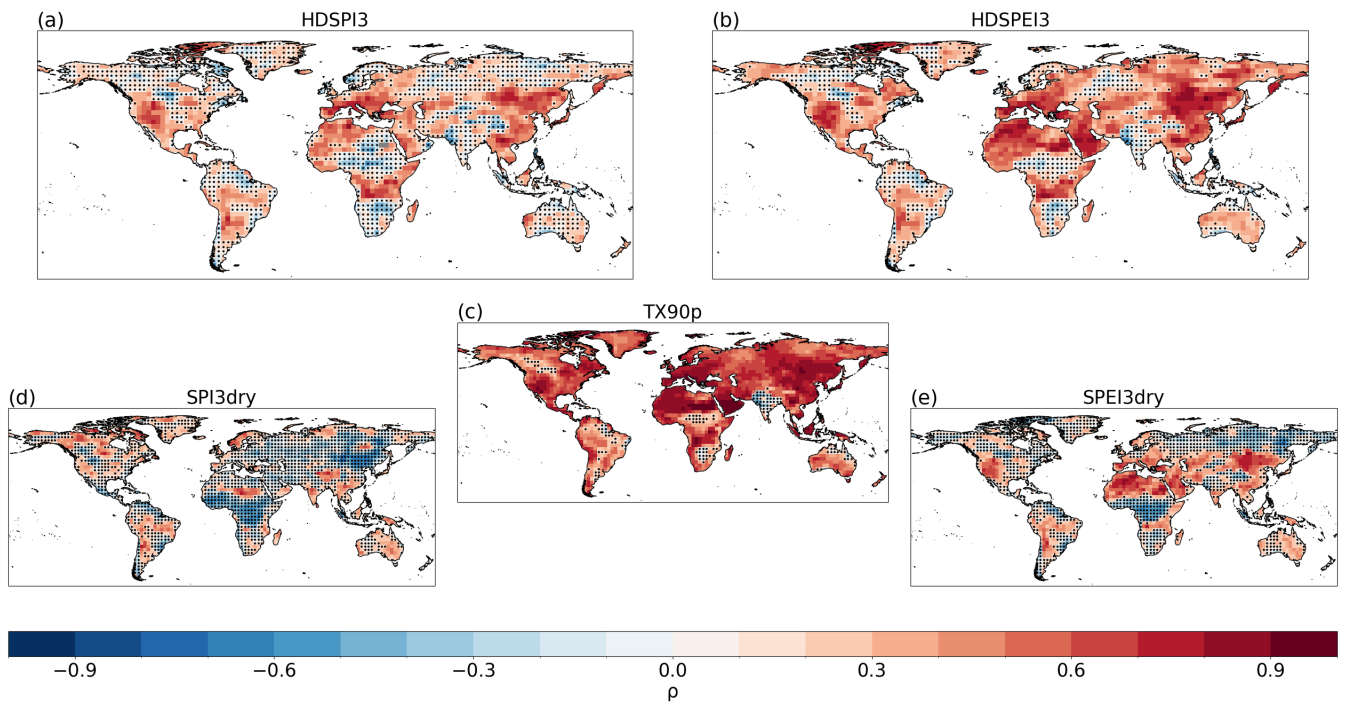 (a) HDSPI3
(b) HDSPEI3
(c) TX90p
(d) SPI3dry
(e) SPEI3dry
−0.9 −0.6 −0.3 0.0 0.3 0.6 0.9
ρ